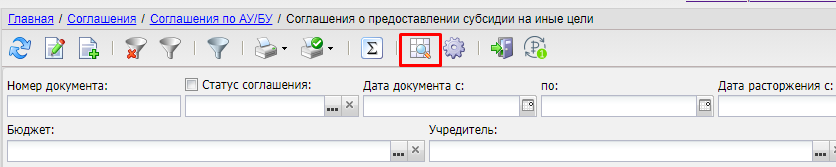 Главная / Соглашения / Соглашения по АУ/БУ / Соглашения о предоставлении субсидии на иные цели
Σ
Номер документа: Статус соглашения: Дата документа с: по: Дата расторжения с:
Бюджет: Учредитель: